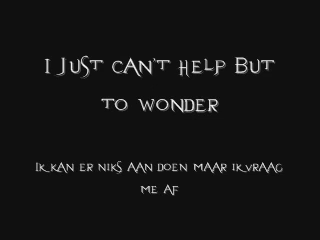 I Just can't help but
to wonder
Ik kan er niks aan doen maar ik vraag
me af